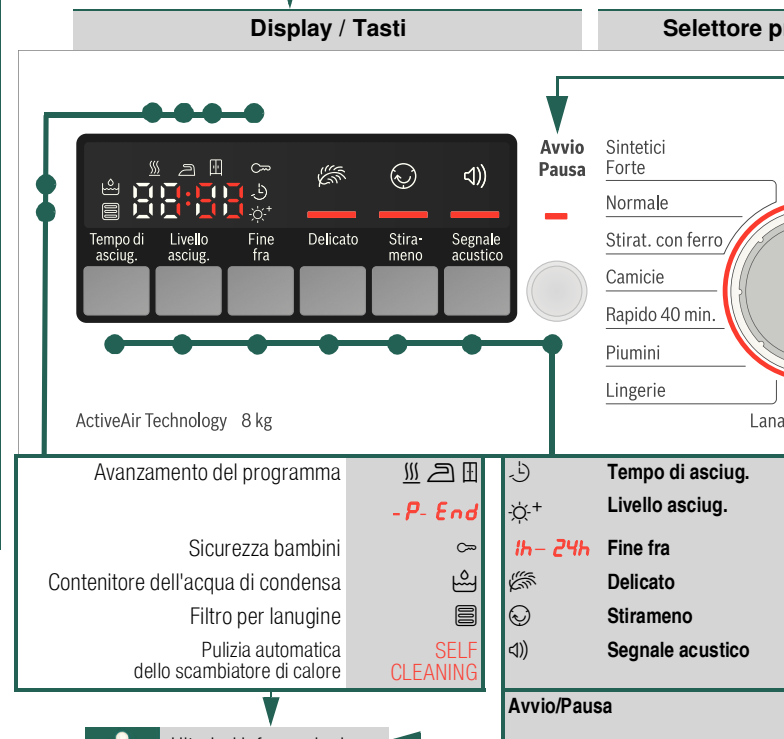 Display / Tasti
Selettore p
Avvio
Pausa
Sintetici
Forte
Normale
Stirat. con ferro
Camicie
Rapido 40 min.
Piumini
Lingerie
Lana
88:88
Tempo di
asciug.
Livello
asciug.
Fine
fra
Delicato
Stira-
meno
Segnale
acustico
ActiveAir Technology 8 kg
Avanzamento del programma
-P- End
Sicurezza bambini
Contenitore dell'acqua di condensa
Filtro per lanugine
Pulizia automatica
dello scambiatore di calore
SELF
CLEANING
Tempo di asciug.
+ Livello asciug.
1h – 24h Fine fra
Delicato
Stirameno
Segnale acustico
Avvio/Pausa